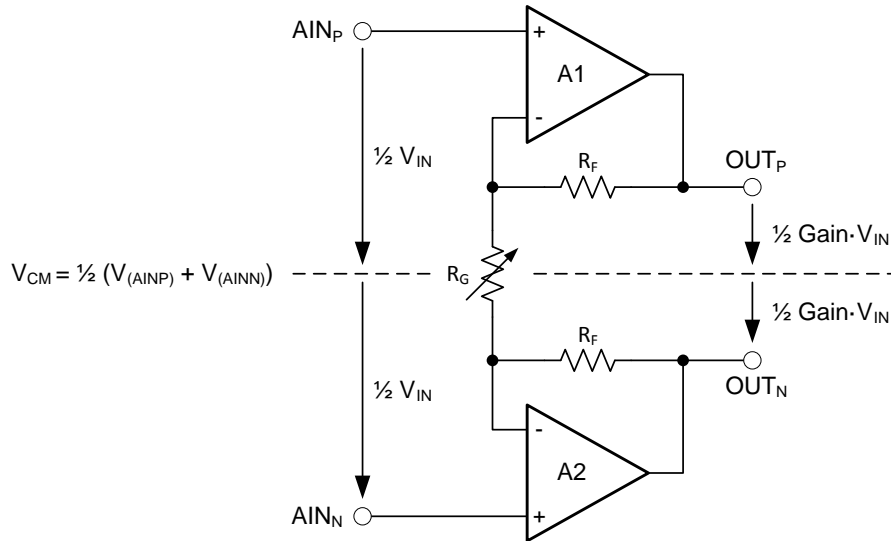 AINP
+
A1
-
½ VIN
RF
OUTP
½ Gain·VIN
VCM = ½ (V(AINP) + V(AINN))
RG
½ Gain·VIN
RF
½ VIN
OUTN
-
A2
AINN
+